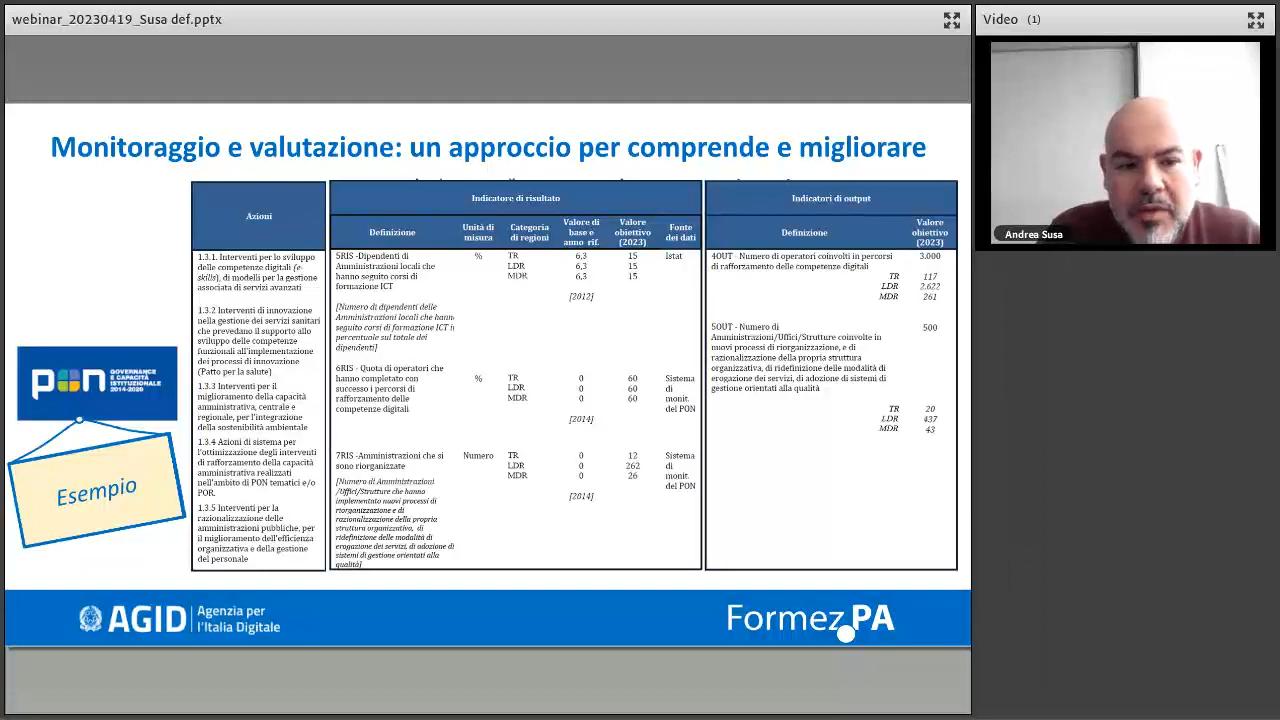 webinar_20230419_Susa def.pptx
Video (1)
Andrea Susa
Monitoraggio e valutazione: un approccio per comprende e migliorare
Azioni
1.3.1. Interventi per lo sviluppo
delle competenze digitali (e-
skills), di modelli per la gestione
associata di servizi avanzati
1.3.2 Interventi di innovazione
nella gestione dei servizi sanitari
che prevedano il supporto allo
sviluppo delle competenze
funzionali all'implementazione
dei processi di innovazione
(Patto per la salute)
1.3.3 Interventi per il
miglioramento della capacità
amministrativa, centrale e
regionale, per l'integrazione
della sostenibilità ambientale
1.3.4 Azioni di sistema per
l'ottimizzazione degli interventi
di rafforzamento della capacità
amministrativa realizzati
nell'ambito di PON tematici e/o
POR.
1.3.5 Interventi per la
razionalizzazione delle
amministrazioni pubbliche, per
il miglioramento dell'efficienza
organizzativa e della gestione
del personale
Indicatore di risultato
Definizione
Unità di
misura
Categoria
di regioni
Valore di
base e
anno rif.
Valore
obiettivo
(2023)
Fonte
dei dati
5RIS -Dipendenti di
Amministrazioni locali che
hanno seguito corsi di
formazione ICT
[Numero di dipendenti delle
Amministrazioni locali che hann
seguito corsi di formazione ICT in
percentuale sul totale dei
dipendenti]
%
TR 6,3 15
LDR 6,3 15
MDR 6,3 15
[2012]
Istat
6RIS - Quota di operatori che
hanno completato con
successo i percorsi di
rafforzamento delle
competenze digitali
%
TR 0 60
LDR 0 60
MDR 0 60
[2014]
Sistema
di
monit.
del PON
7RIS -Amministrazioni che si
sono riorganizzate
[Numero di Amministrazioni
/Uffici/Strutture che hanno
implementato nuovi processi di
riorganizzazione e di
razionalizzazione della propria
struttura organizzativa, di
ridefinizione delle modalità di
erogazione dei servizi, di adozione di
sistemi di gestione orientati alla
qualità]
Numero
TR 0 12
LDR 0 262
MDR 0 26
[2014]
Sistema
di
monit.
del PON
Indicatori di output
Definizione
Valore
obiettivo
(2023)
4OUT - Numero di operatori coinvolti in percorsi
di rafforzamento delle competenze digitali
3.000
TR 117
LDR 2.622
MDR 261
5OUT - Numero di
Amministrazioni/Uffici/Strutture coinvolte in
nuovi processi di riorganizzazione, e di
razionalizzazione della propria struttura
organizzativa, di ridefinizione delle modalità di
erogazione dei servizi, di adozione di sistemi di
gestione orientati alla qualità
500
TR 20
LDR 437
MDR 43
pon
GOVERNANCE
E CAPACITÀ
ISTITUZIONALE
2014-2020
Esempio
AGID
Agenzia per
l'Italia Digitale
Formez PA